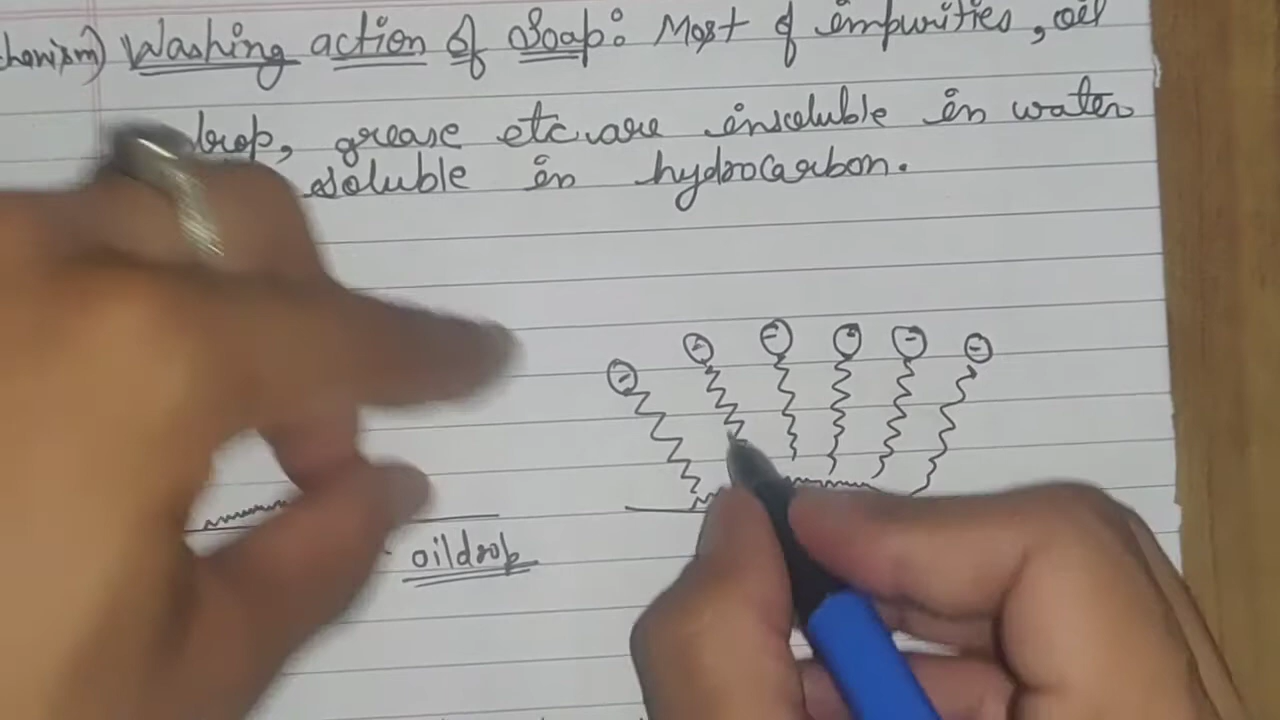 Washing action of Soap: Most of impurities, oil
drop, grease etc. are insoluble in water
soluble in hydrocarbon.
oildrop